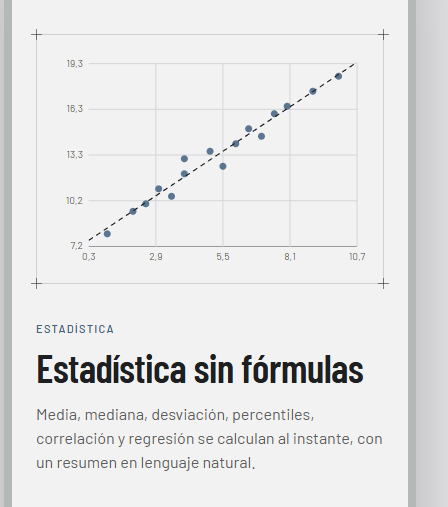 19,3
16,3
13,3
10,2
7,2
0,3 2,9 5,5 8,1 10,7
ESTADÍSTICA
Estadística sin fórmulas
Media, mediana, desviación, percentiles,
correlación y regresión se calculan al instante, con
un resumen en lenguaje natural.